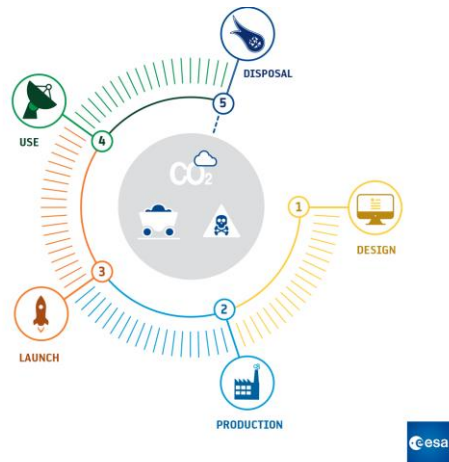 5
DISPOSAL
4
USE
CO2
1
DESIGN
3
LAUNCH
2
PRODUCTION
esa